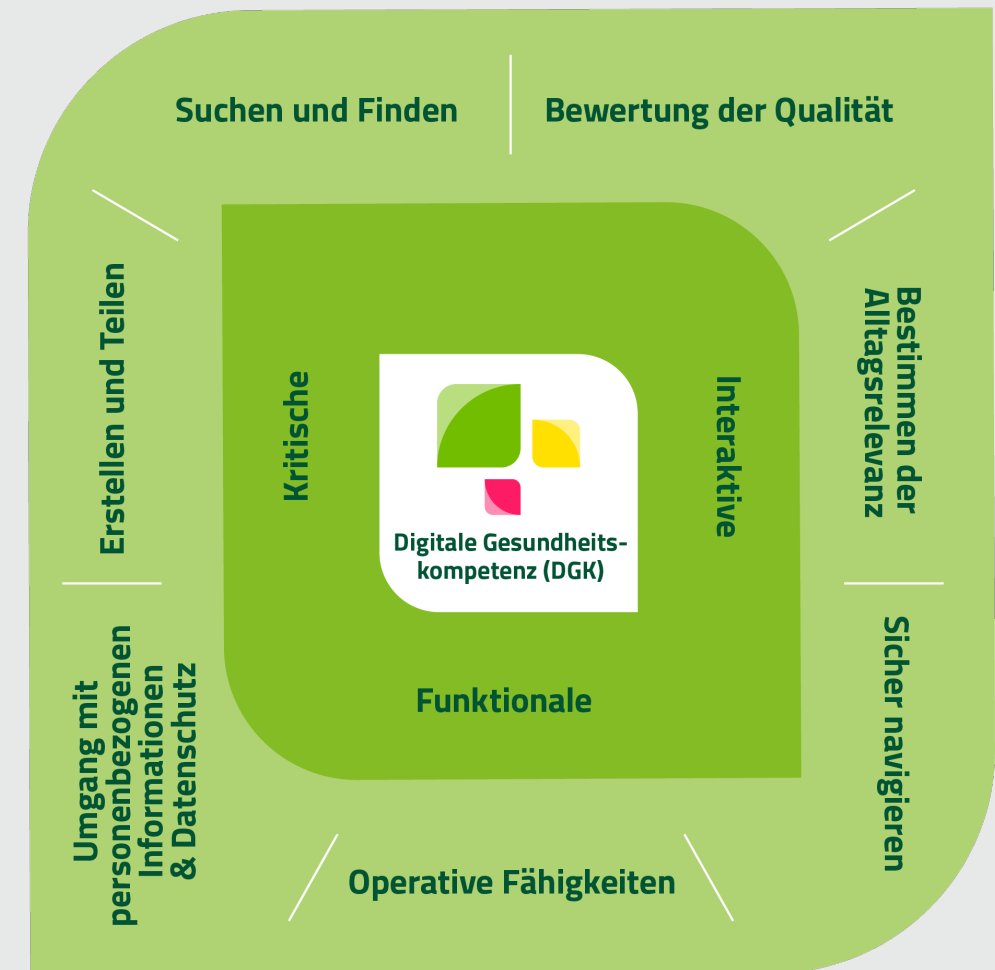 Suchen und Finden
Bewertung der Qualität
Bestimmen der
Alltagsrelevanz
Sicher navigieren
Operative Fähigkeiten
Umgang mit
personenbezogenen
Informationen
& Datenschutz
Erstellen und Teilen
Kritische
Interaktive
Funktionale
Digitale Gesundheits-
kompetenz (DGK)